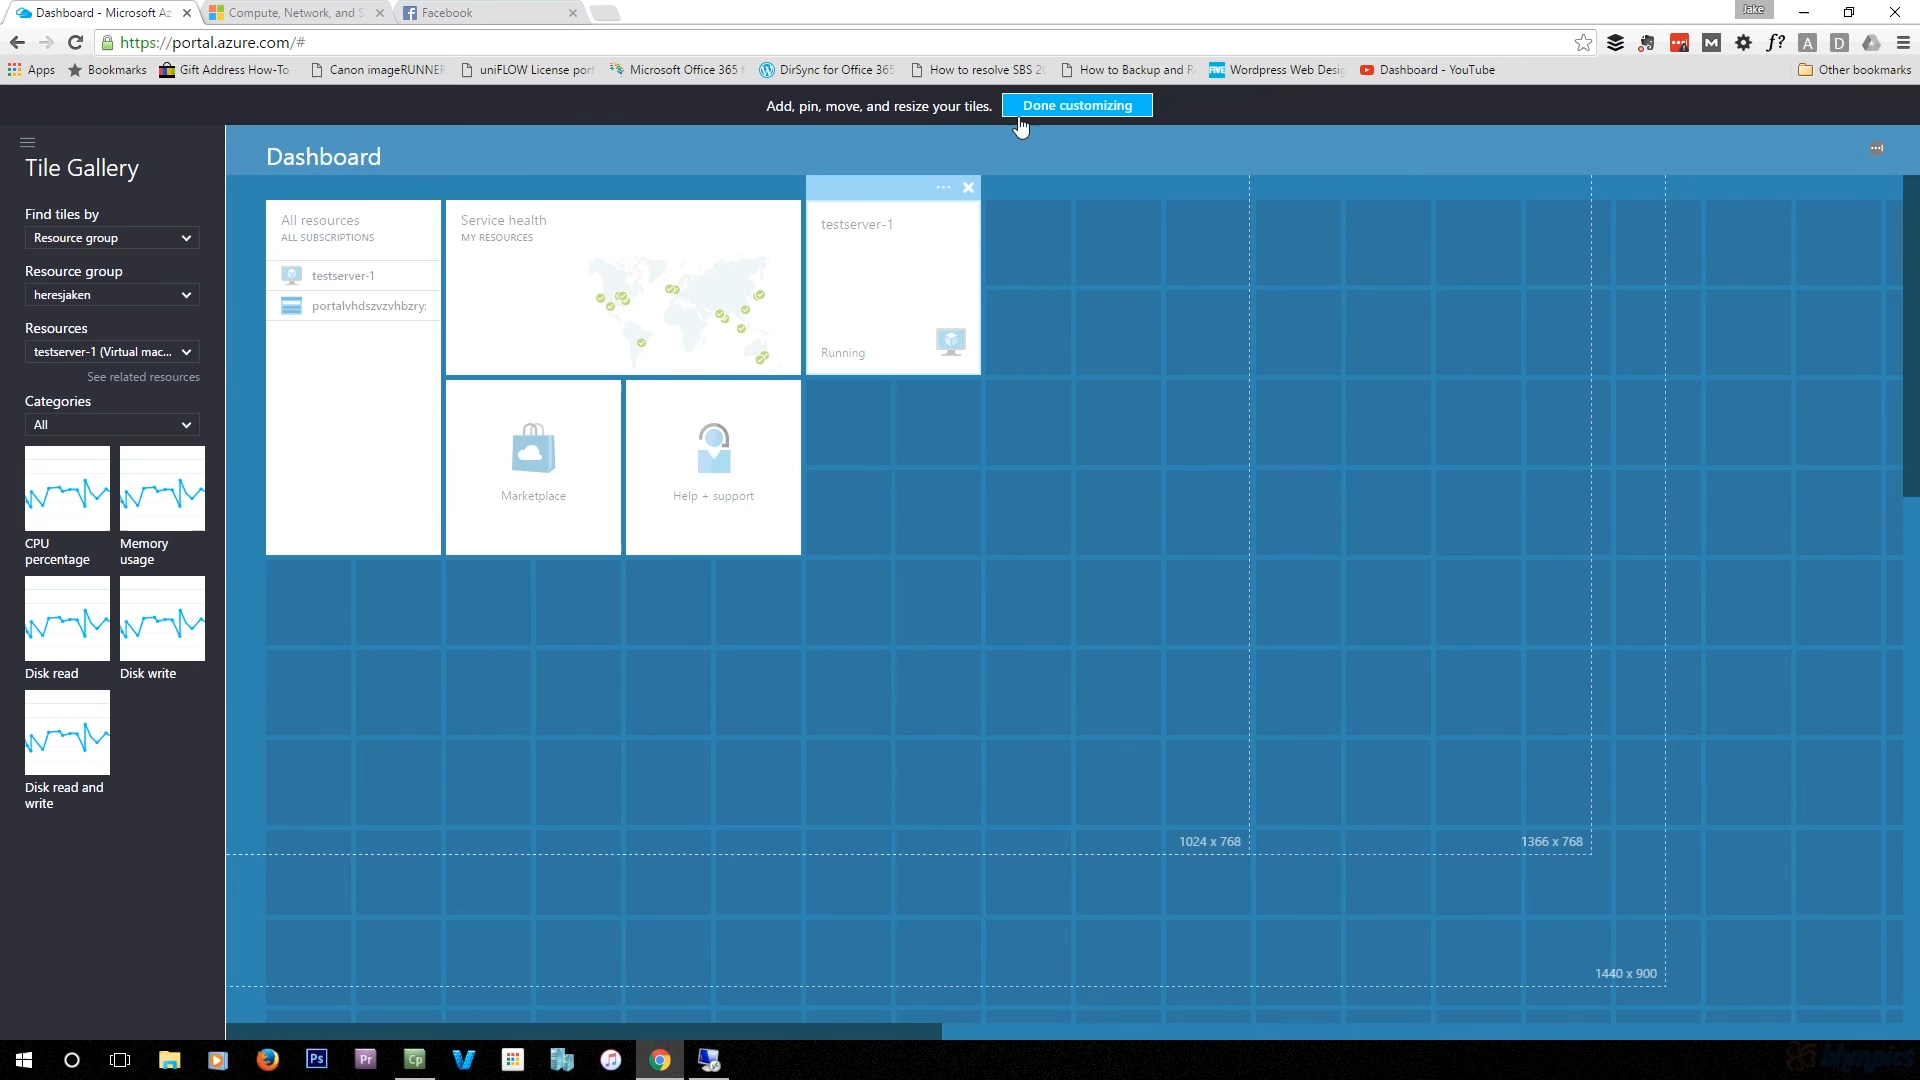 Dashboard - Microsoft Az
Compute, Network, and S
Facebook
Jake
https://portal.azure.com/#
Apps
Bookmarks
Gift Address How-To
Canon imageRUNNER
uniFLOW License port
Microsoft Office 365
DirSync for Office 365
How to resolve SBS 20
How to Backup and R
Wordpress Web Desig
Dashboard - YouTube
Other bookmarks
Add, pin, move, and resize your tiles.
Done customizing
Tile Gallery
Find tiles by
Resource group
Resource group
heresjaken
Resources
testserver-1 (Virtual mac...
See related resources
Categories
All
CPU percentage
Memory usage
Disk read
Disk write
Disk read and write
Dashboard
All resources
ALL SUBSCRIPTIONS
testserver-1
portalvhdszvzvhbzry:
Service health
MY RESOURCES
testserver-1
Running
Marketplace
Help + support
1024 x 768
1366 x 768
1440 x 900